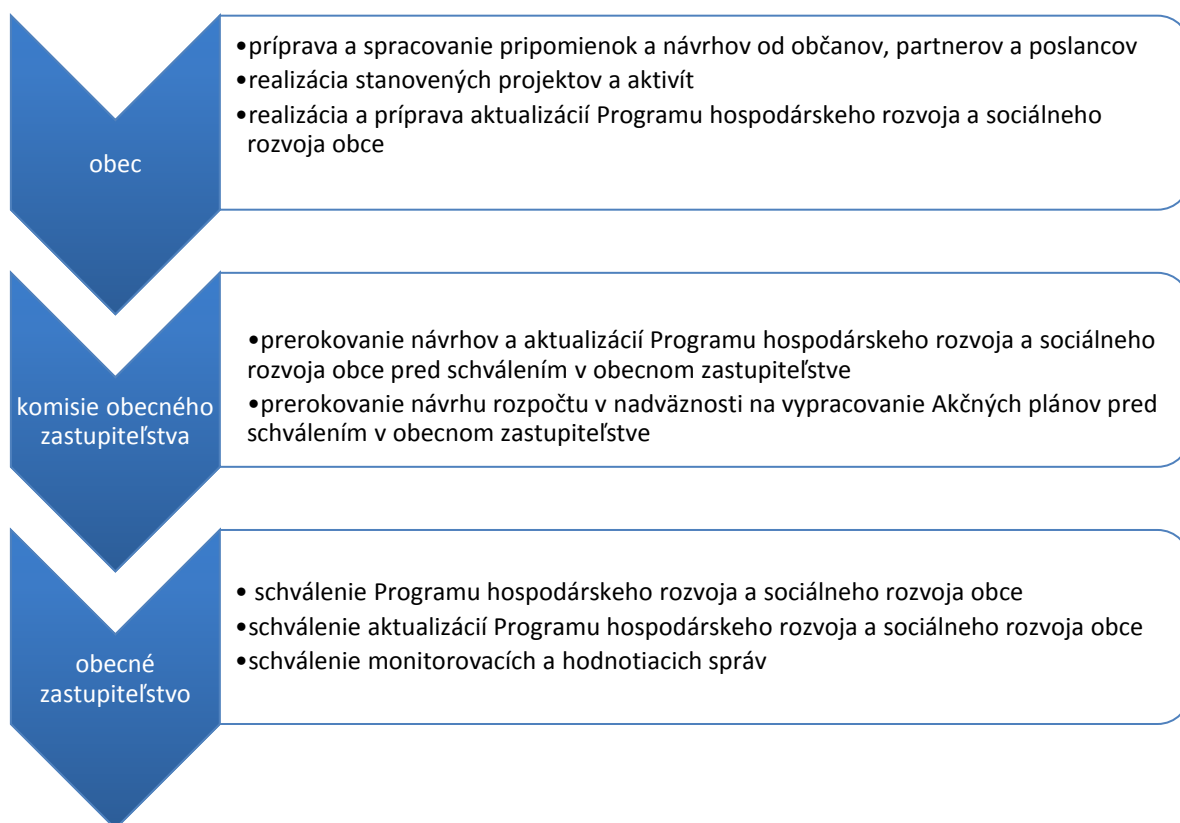 obec
•príprava a spracovanie pripomienok a návrhov od občanov, partnerov a poslancov
•realizácia stanovených projektov a aktivít
•realizácia a príprava aktualizácií Programu hospodárskeho rozvoja a sociálneho
rozvoja obce
komisie obecného
zastupiteľstva
•prerokovanie návrhov a aktualizácií Programu hospodárskeho rozvoja a sociálneho
rozvoja obce pred schválením v obecnom zastupiteľstve
•prerokovanie návrhu rozpočtu v nadväznosti na vypracovanie Akčných plánov pred
schválením v obecnom zastupiteľstve
obecné
zastupiteľstvo
• schválenie Programu hospodárskeho rozvoja a sociálneho rozvoja obce
•schválenie aktualizácií Programu hospodárskeho rozvoja a sociálneho rozvoja obce
•schválenie monitorovacích a hodnotiacich správ